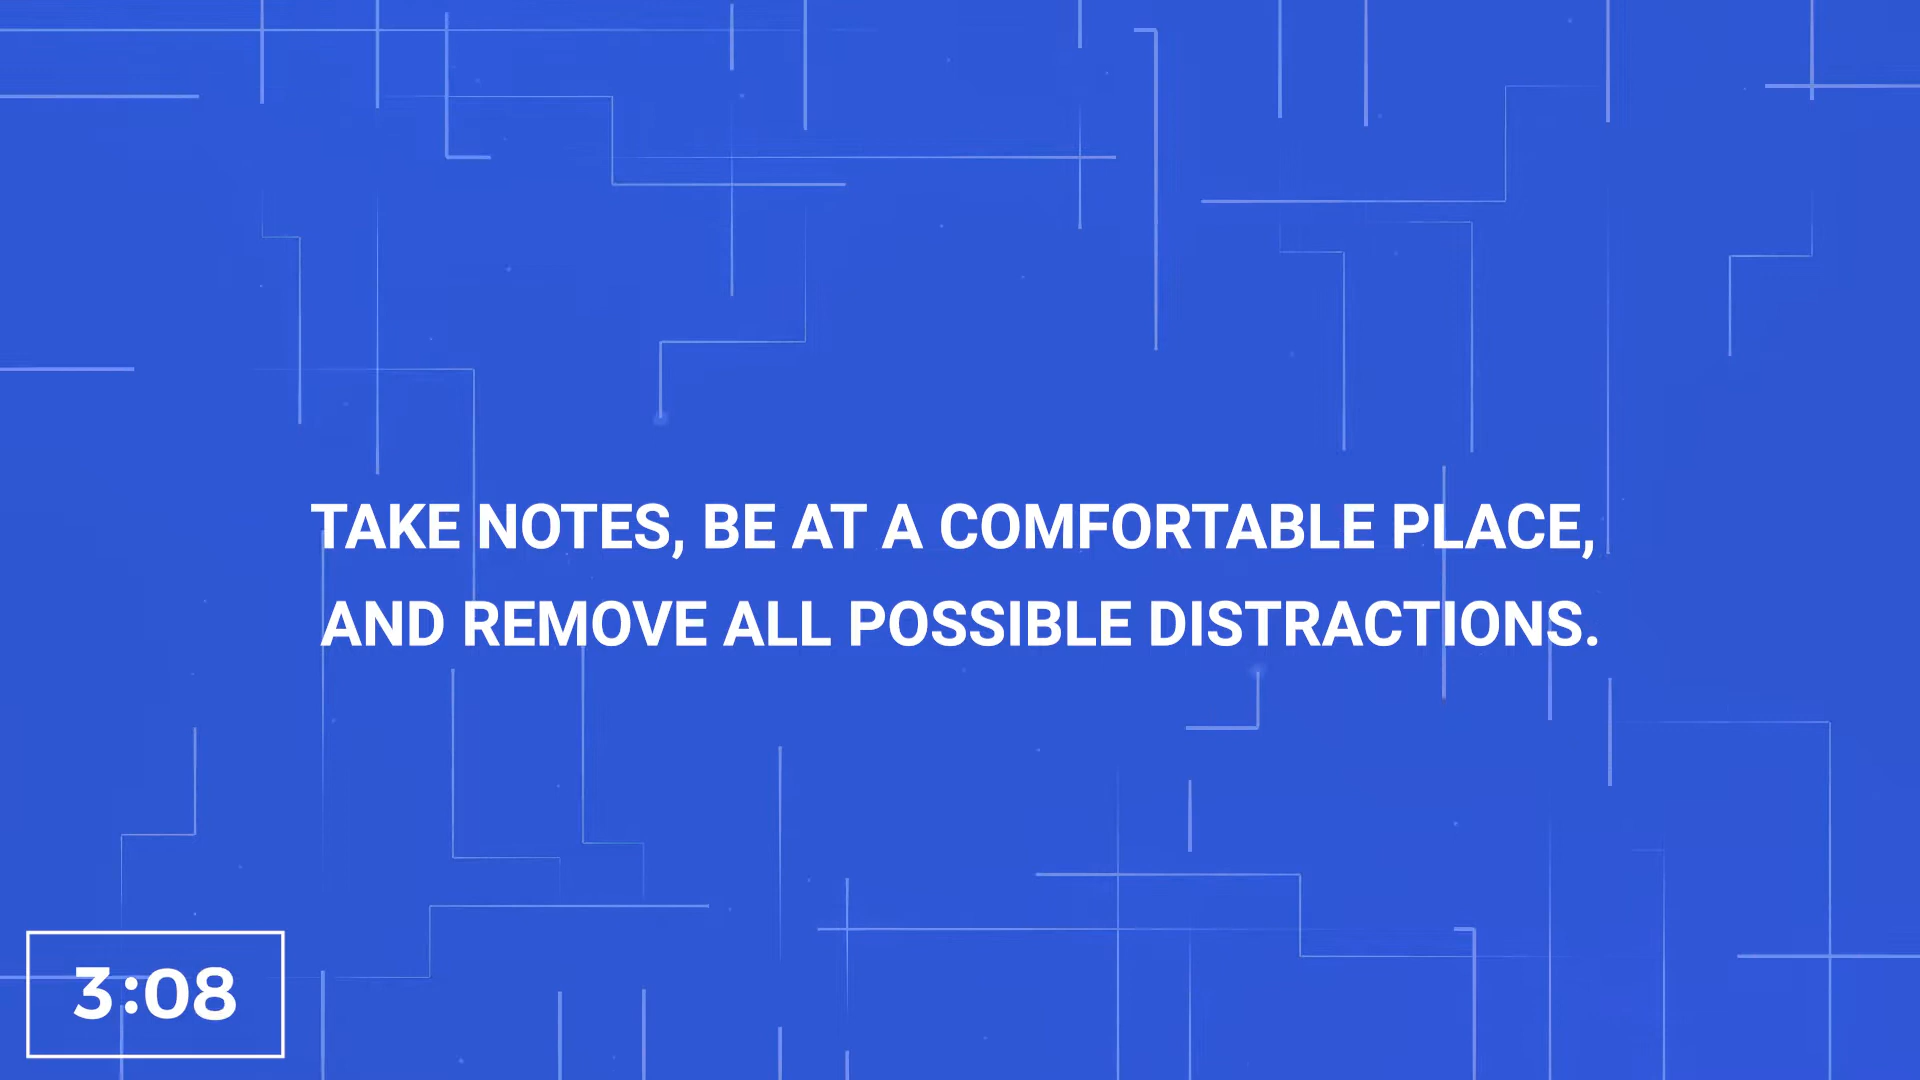 TAKE NOTES, BE AT A COMFORTABLE PLACE,
AND REMOVE ALL POSSIBLE DISTRACTIONS.
3:08